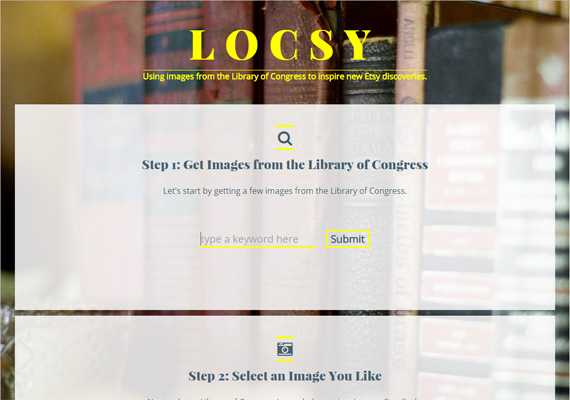 LOCSY
Using images from the Library of Congress to inspire new Etsy discoveries.
Step 1: Get Images from the Library of Congress
Let's start by getting a few images from the Library of Congress.
type a keyword here Submit
Step 2: Select an Image You Like